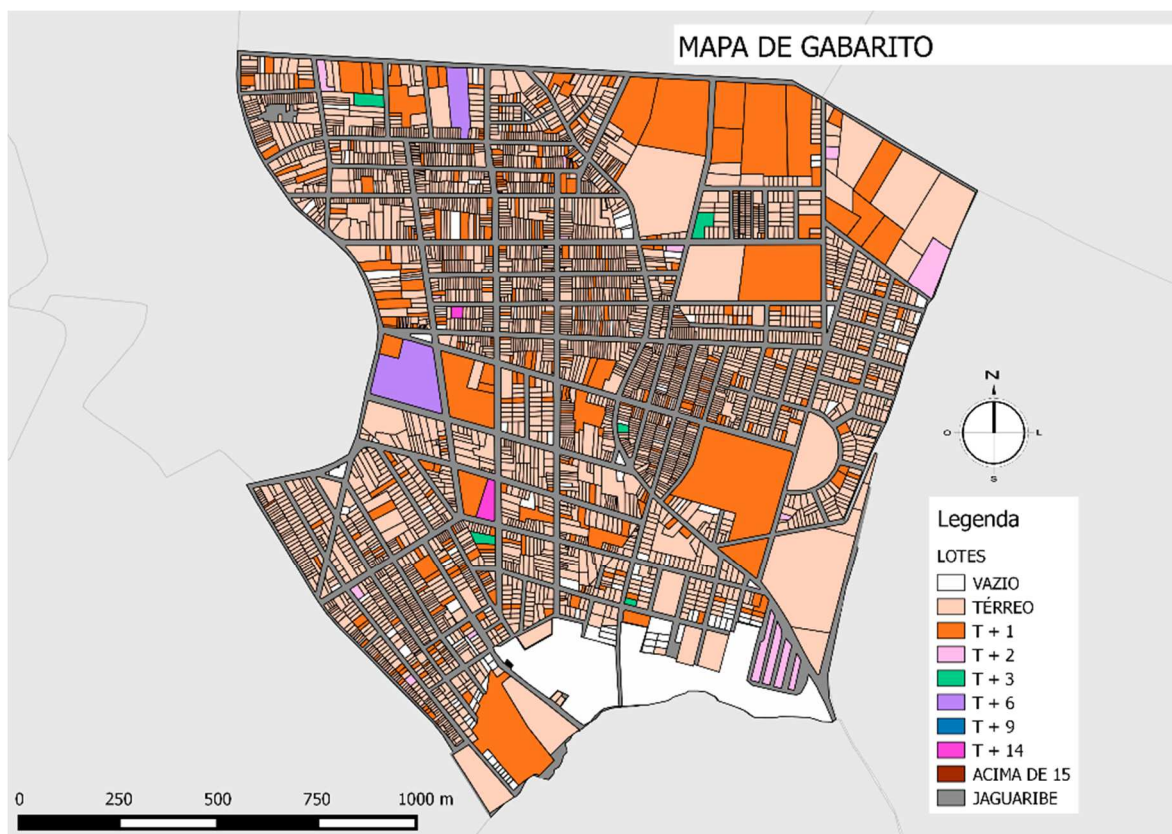 MAPA DE GABARITO
N
O
L
S
Legenda
LOTES
VAZIO
TÉRREO
T + 1
T + 2
T + 3
T + 6
T + 9
T + 14
ACIMA DE 15
JAGUARIBE
0 250 500 750 1000 m